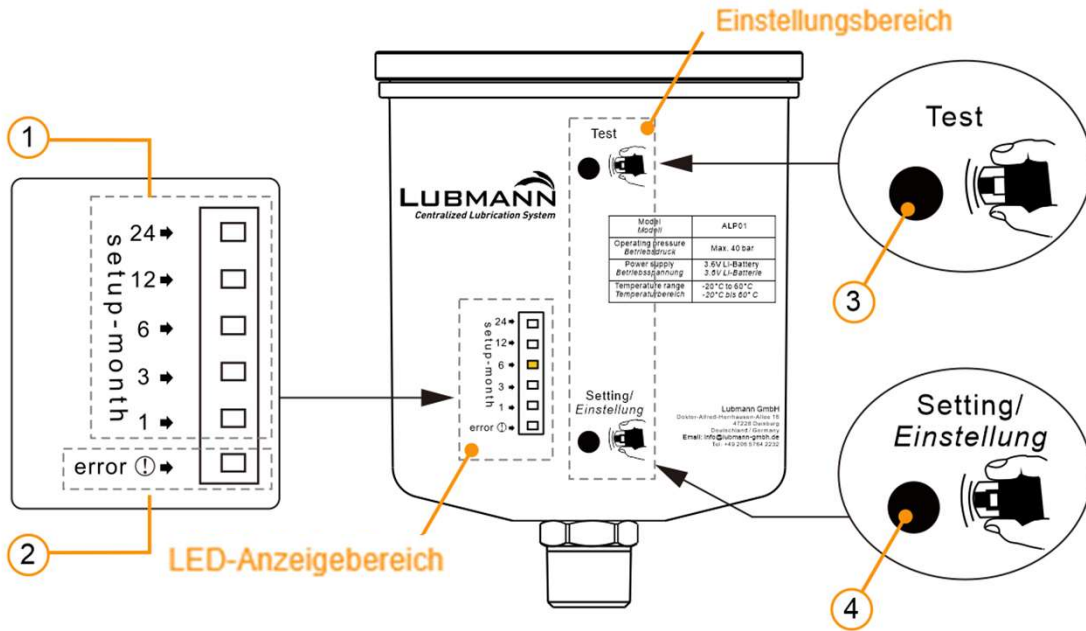 Einstellungsbereich
1
24
12
6
3
1
setup-month
error
2
Test
LUBMANN
Centralized Lubrication System
Model
Modell
ALP01
Operating pressure
Betriebsdruck
Max. 40 bar
Power supply
Betriebsspannung
3.6V LI-Battery
3.6V LI-Batterie
Temperature range
Temperaturbereich
-20°C to 60°C
-20°C bis 60° C
24
12
6
3
1
setup-month
error
Setting/
Einstellung
Lubmann GmbH
47228 Duisburg
Deutschland / Germany
Email: info@lubmann-gmbh.de
LED-Anzeigebereich
Test
3
Setting/
Einstellung
4